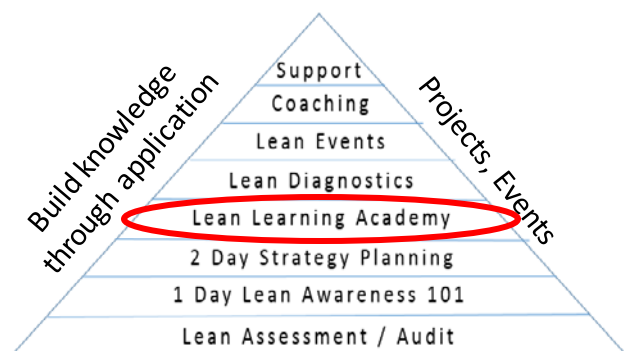 Build knowledge
through application
Projects, Events
Support
Coaching
Lean Events
Lean Diagnostics
Lean Learning Academy
2 Day Strategy Planning
1 Day Lean Awareness 101
Lean Assessment / Audit